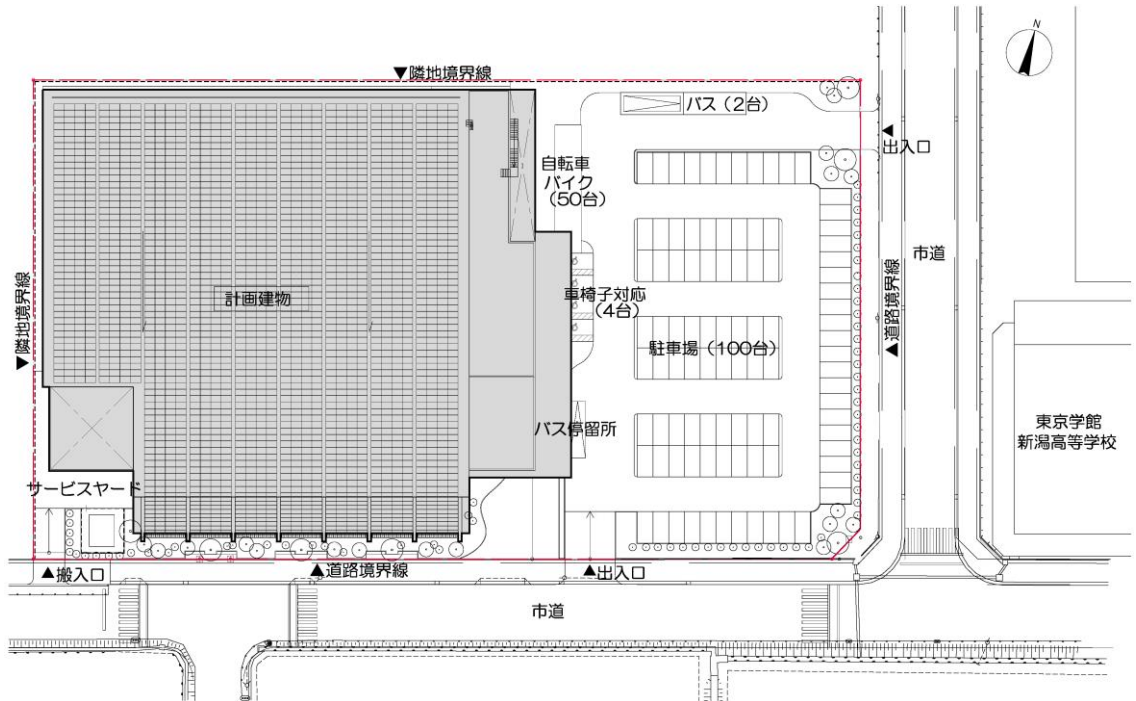 N
▼隣地境界線
バス（2台）
▲
出入口
自転車
バイク
（50台）
市道
▼隣地境界線
計画建物
車椅子対応
（4台）
▲道路境界線
駐車場（100台）
バス停留所
東京学館
新潟高等学校
サービスヤード
▲搬入口
▲道路境界線
▲出入口
市道